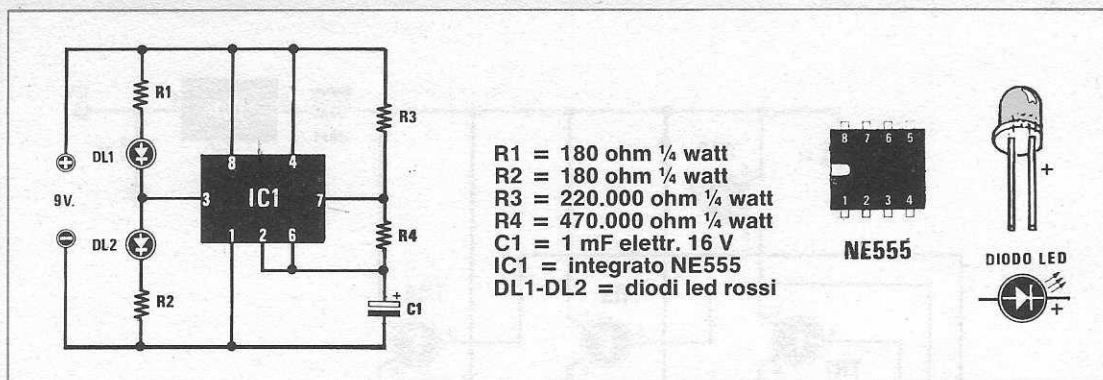 R1
R3
DL1
8
4
9V.
3
IC1
7
DL2
1
2
6
R4
R2
C1
+
R1 = 180 ohm ¼ watt
R2 = 180 ohm ¼ watt
R3 = 220.000 ohm ¼ watt
R4 = 470.000 ohm ¼ watt
C1 = 1 mF elettr. 16 V
IC1 = integrato NE555
DL1-DL2 = diodi led rossi
8 7 6 5
1 2 3 4
NE555
+
DIODO LED
+